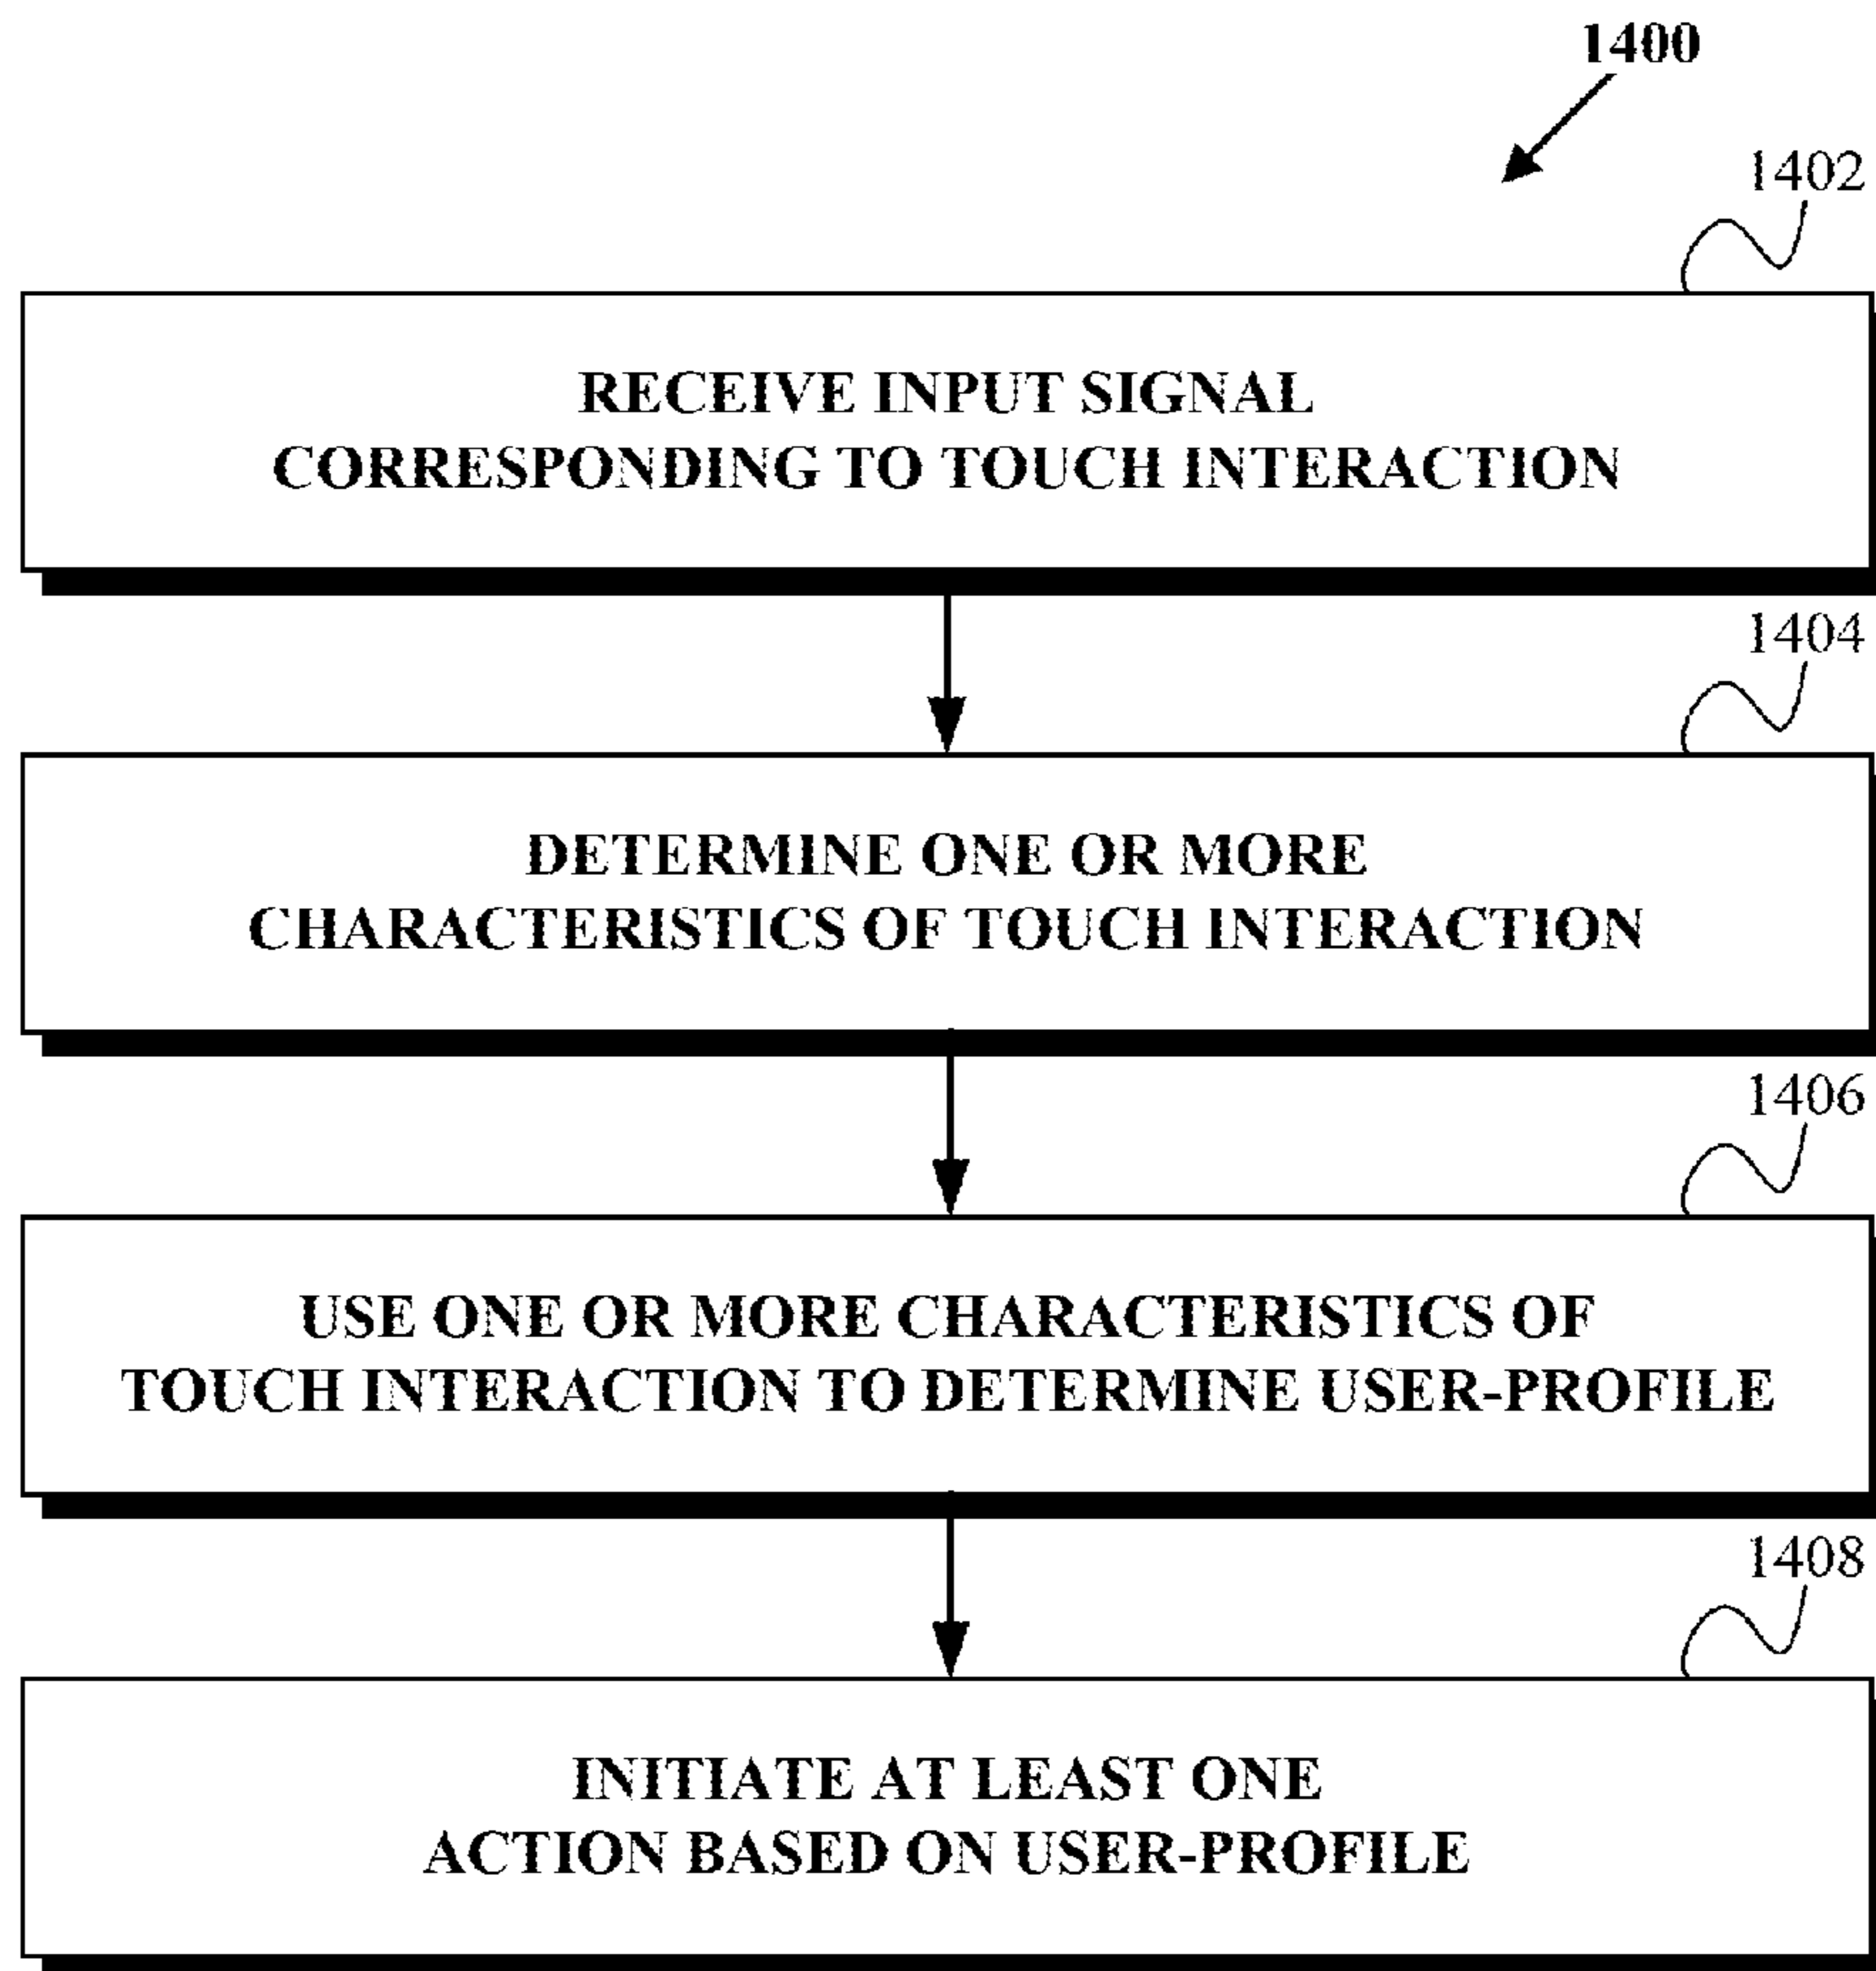 1400
1402
RECEIVE INPUT SIGNAL
CORRESPONDING TO TOUCH INTERACTION
1404
DETERMINE ONE OR MORE
CHARACTERISTICS OF TOUCH INTERACTION
1406
USE ONE OR MORE CHARACTERISTICS OF
TOUCH INTERACTION TO DETERMINE USER-PROFILE
1408
INITIATE AT LEAST ONE
ACTION BASED ON USER-PROFILE